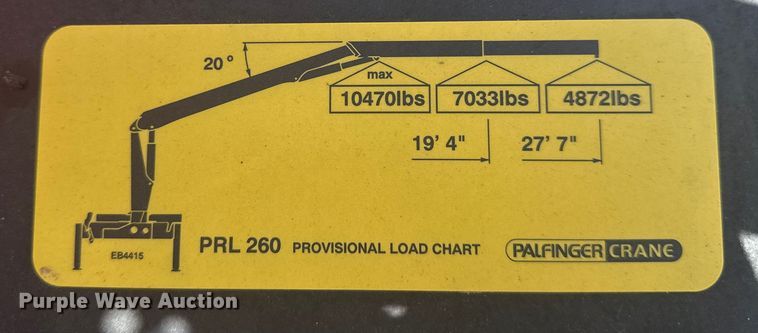 20°
max
10470lbs 7033lbs 4872lbs
19' 4" 27' 7"
EB4415
PRL 260 PROVISIONAL LOAD CHART
PALFINGER CRANE
Purple Wave Auction